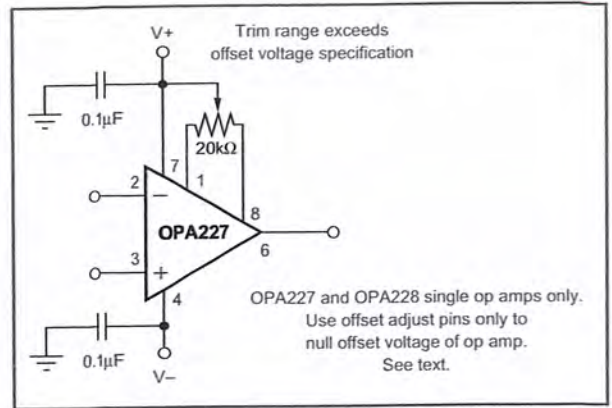 V+
Trim range exceeds
offset voltage specification
0.1μF
20kΩ
7
1
2
−
8
OPA227
6
3
+
4
OPA227 and OPA228 single op amps only.
Use offset adjust pins only to
null offset voltage of op amp.
See text.
0.1μF
V−